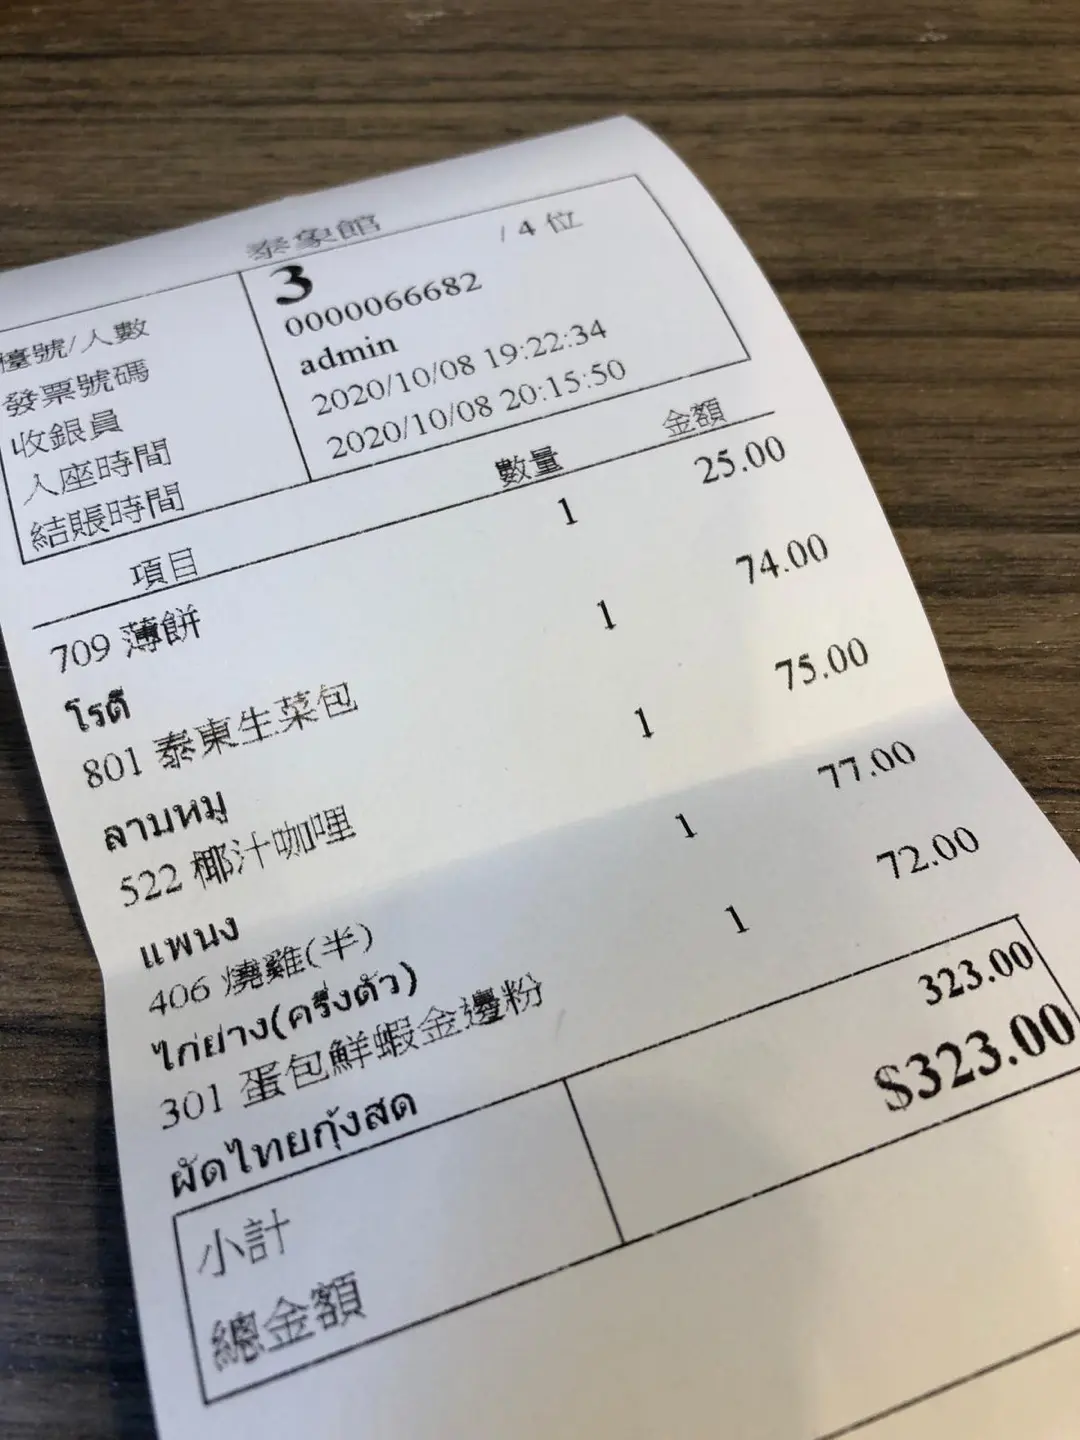 泰象館
檯號/人數 3 / 4 位
發票號碼 0000066682
收銀員 admin
入座時間 2020/10/08 19:22:34
結賬時間 2020/10/08 20:15:50
項目 數量 金額
709 薄餅 1 25.00
โรตี
801 泰東生菜包 1 74.00
ลาบหมู
522 椰汁咖哩 1 75.00
แพนง
406 燒雞(半) 1 77.00
ไก่ย่าง(ครึ่งตัว)
301 蛋包鮮蝦金邊粉 1 72.00
ผัดไทยกุ้งสด
小計 323.00
總金額 $323.00